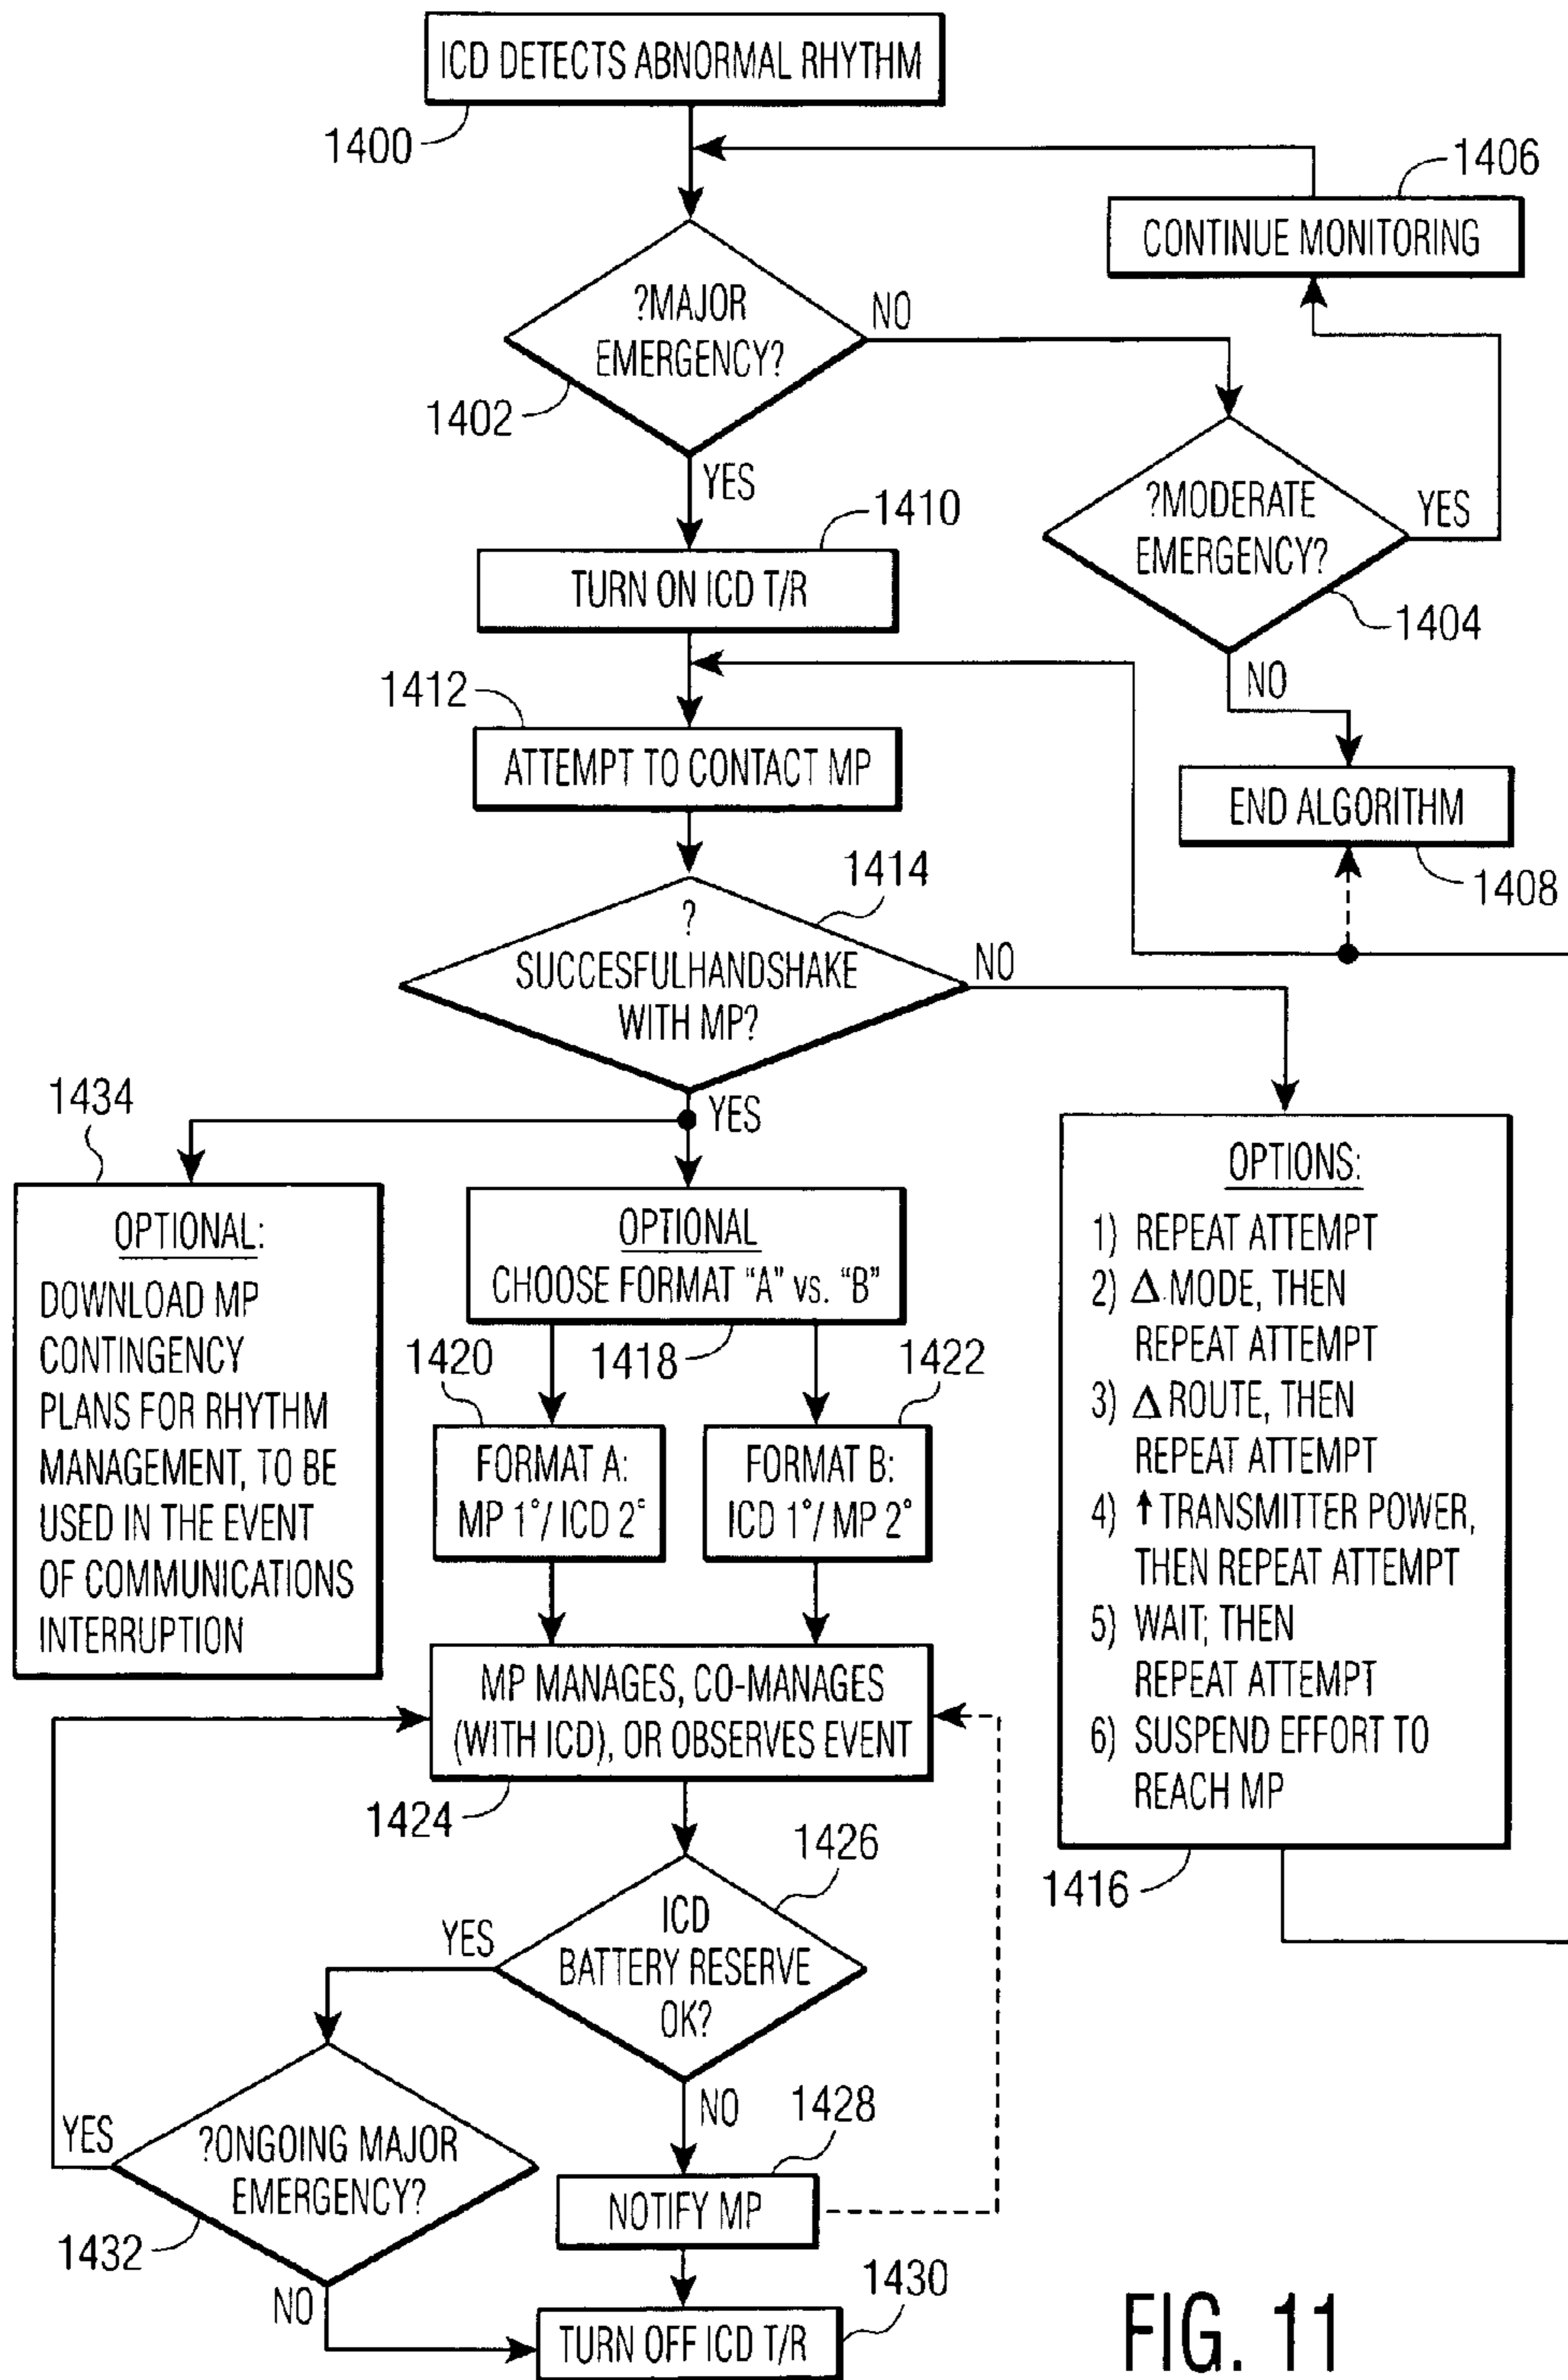 ICD DETECTS ABNORMAL RHYTHM
1400
1406
CONTINUE MONITORING
?MAJOR
EMERGENCY?
NO
1402
YES
?MODERATE
EMERGENCY?
YES
1404
NO
1410
TURN ON ICD T/R
1412
ATTEMPT TO CONTACT MP
END ALGORITHM
1408
1414
?
SUCCESFULHANDSHAKE
WITH MP?
NO
YES
1434
OPTIONAL:
DOWNLOAD MP
CONTINGENCY
PLANS FOR RHYTHM
MANAGEMENT, TO BE
USED IN THE EVENT
OF COMMUNICATIONS
INTERRUPTION
OPTIONAL
CHOOSE FORMAT "A" vs. "B"
1418
1420
1422
FORMAT A:
MP 1°/ ICD 2°
FORMAT B:
ICD 1°/ MP 2°
OPTIONS:
1) REPEAT ATTEMPT
2) Δ MODE, THEN
REPEAT ATTEMPT
3) Δ ROUTE, THEN
REPEAT ATTEMPT
4) ↑ TRANSMITTER POWER,
THEN REPEAT ATTEMPT
5) WAIT; THEN
REPEAT ATTEMPT
6) SUSPEND EFFORT TO
REACH MP
1416
MP MANAGES, CO-MANAGES
(WITH ICD), OR OBSERVES EVENT
1424
1426
ICD
BATTERY RESERVE
OK?
YES
NO
1428
NOTIFY MP
?ONGOING MAJOR
EMERGENCY?
YES
1432
NO
1430
TURN OFF ICD T/R
FIG. 11